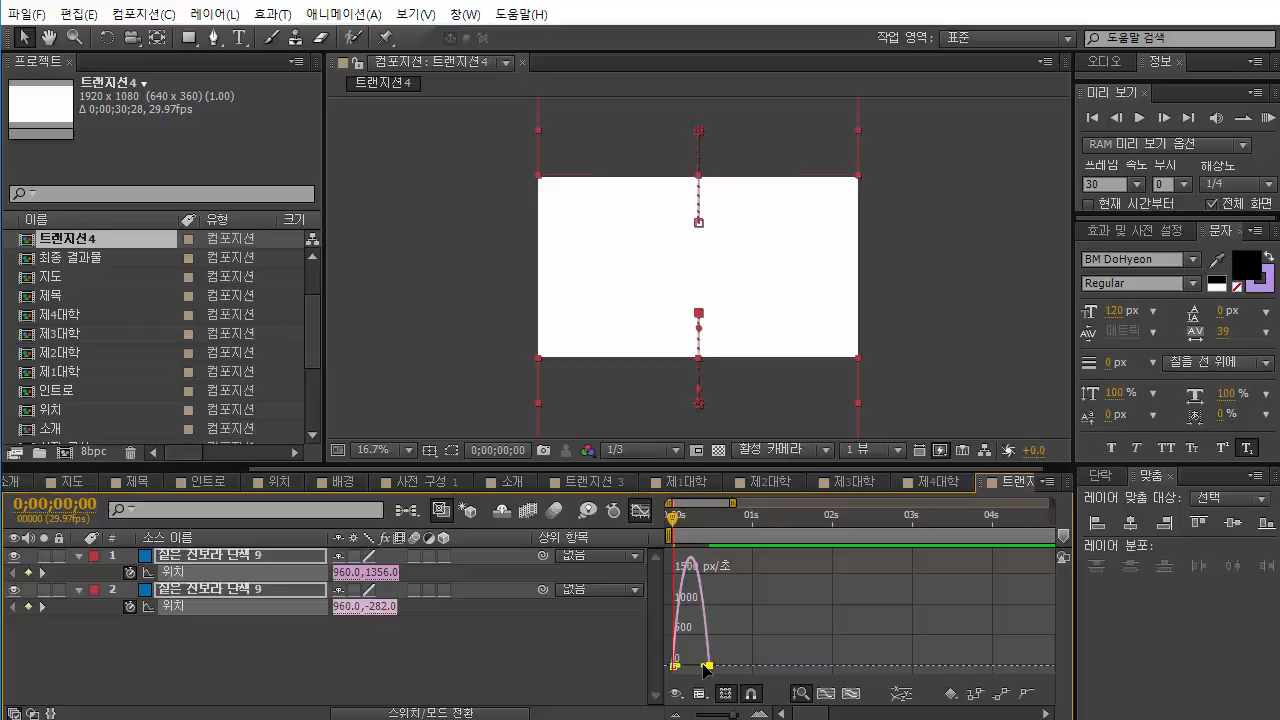 파일(F) 편집(E) 컴포지션(C) 레이어(L) 효과(T) 애니메이션(A) 보기(V) 창(W) 도움말(H)
작업 영역: 표준 도움말 검색
프로젝트 컴포지션: 트랜지션4 오디오 정보
트랜지션4
트랜지션4▼
1920 x 1080 (640 x 360) (1.00)
Δ 0;00;30;28, 29.97fps
미리 보기
RAM 미리 보기 옵션
프레임 속도 무시 해상도
30 0 1/4
현재 시간부터 전체 화면
이름 유형 크기
트랜지션4 컴포지션
최종 결과물 컴포지션
지도 컴포지션
제목 컴포지션
제4대학 컴포지션
제3대학 컴포지션
제2대학 컴포지션
제1대학 컴포지션
인트로 컴포지션
위치 컴포지션
소개 컴포지션
8bpc
효과 및 사전 설정 문자
BM DoHyeon
Regular
120 px 0 px
메트릭 39
0 px 칠을 선 위에
100 % 100 %
0 px 0 %
T T TT Tт T¹ T₁
16.7% 0;00;00;00 1/3 활성 카메라 1 뷰 +0.0
소개 지도 제목 인트로 위치 배경 사전 구성 1 소개 트랜지션 3 제1대학 제2대학 제3대학 제4대학 트랜지
단락 맞춤
0;00;00;00
00000 (29.97fps)
레이어 맞춤 대상: 선택
레이어 분포:
# 소스 이름 상위 항목
1 짙은 진보라 단색 9 없음
위치 960.0,1356.0
2 짙은 진보라 단색 9 없음
위치 960.0,-282.0
:00s 01s 02s 03s 04s
1500 px/초
1000
500
0
스위치/모드 전환